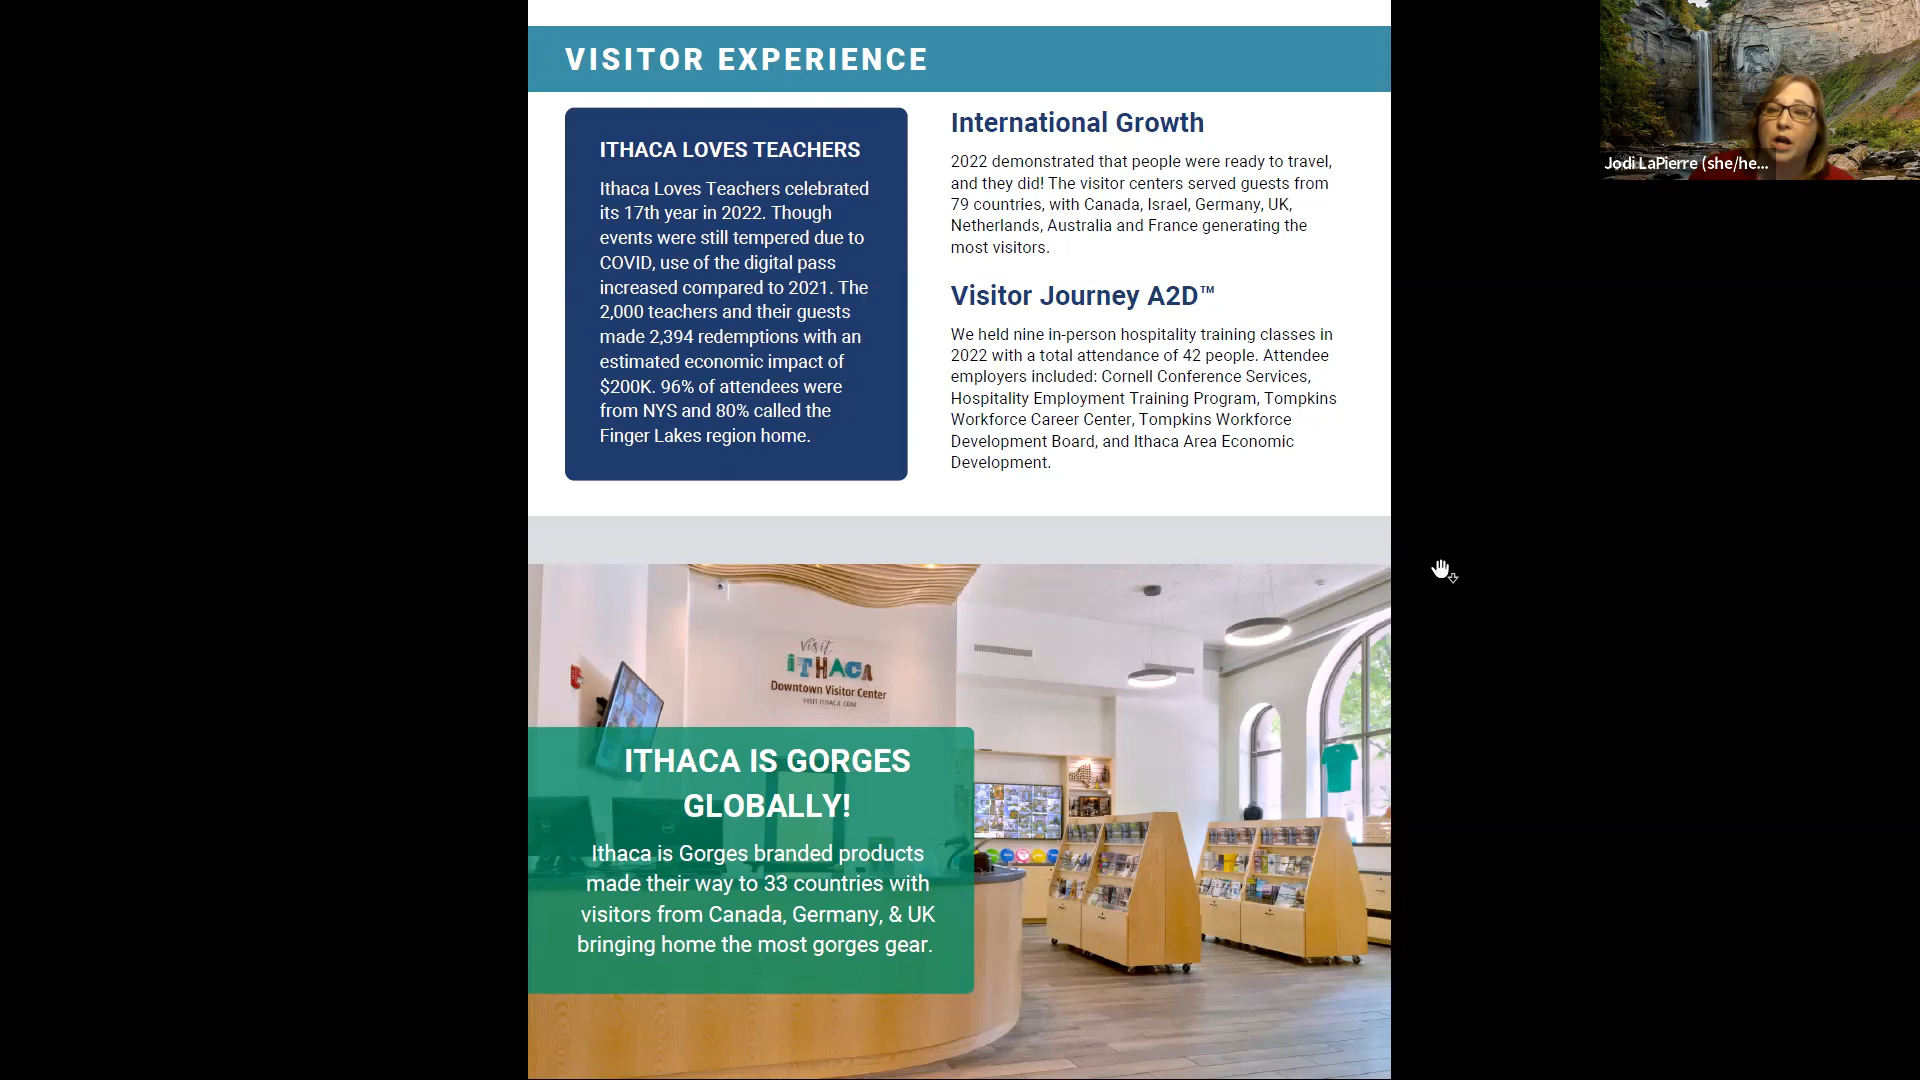 VISITOR EXPERIENCE
ITHACA LOVES TEACHERS
Ithaca Loves Teachers celebrated
its 17th year in 2022. Though
events were still tempered due to
COVID, use of the digital pass
increased compared to 2021. The
2,000 teachers and their guests
made 2,394 redemptions with an
estimated economic impact of
$200K. 96% of attendees were
from NYS and 80% called the
Finger Lakes region home.
International Growth
2022 demonstrated that people were ready to travel,
and they did! The visitor centers served guests from
79 countries, with Canada, Israel, Germany, UK,
Netherlands, Australia and France generating the
most visitors.
Visitor Journey A2D™
We held nine in-person hospitality training classes in
2022 with a total attendance of 42 people. Attendee
employers included: Cornell Conference Services,
Hospitality Employment Training Program, Tompkins
Workforce Career Center, Tompkins Workforce
Development Board, and Ithaca Area Economic
Development.
Jodi LaPierre (she/he...
visit
iTHACA
Downtown Visitor Center
VISITITHACA.COM
ITHACA IS GORGES
GLOBALLY!
Ithaca is Gorges branded products
made their way to 33 countries with
visitors from Canada, Germany, & UK
bringing home the most gorges gear.